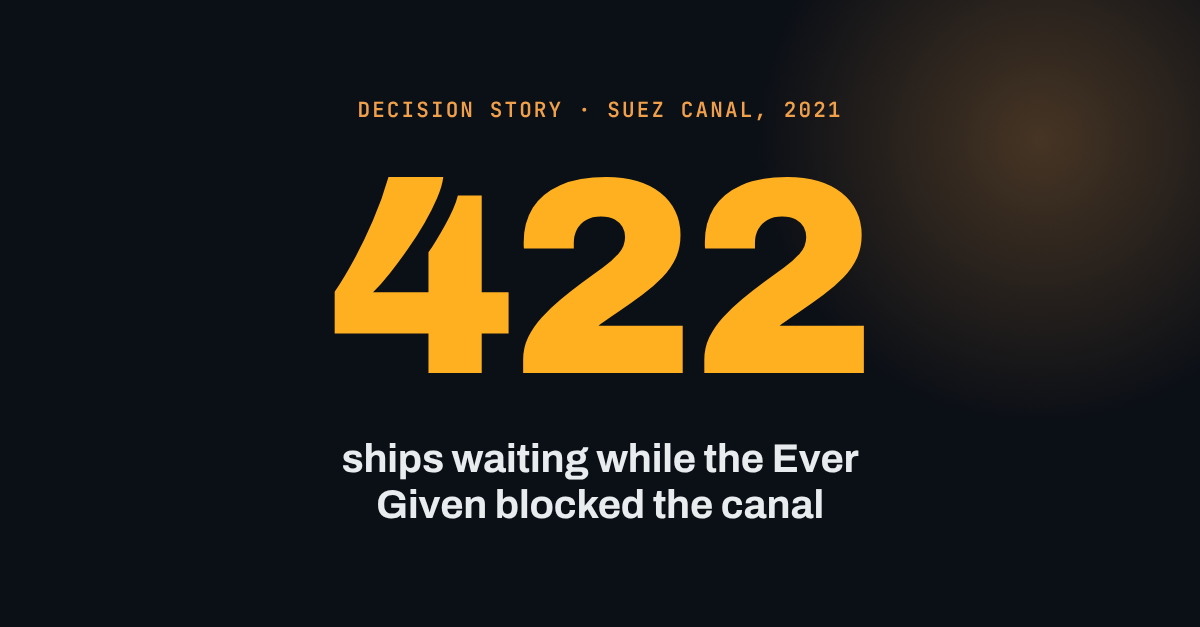 DECISION STORY · SUEZ CANAL, 2021
422
ships waiting while the Ever
Given blocked the canal